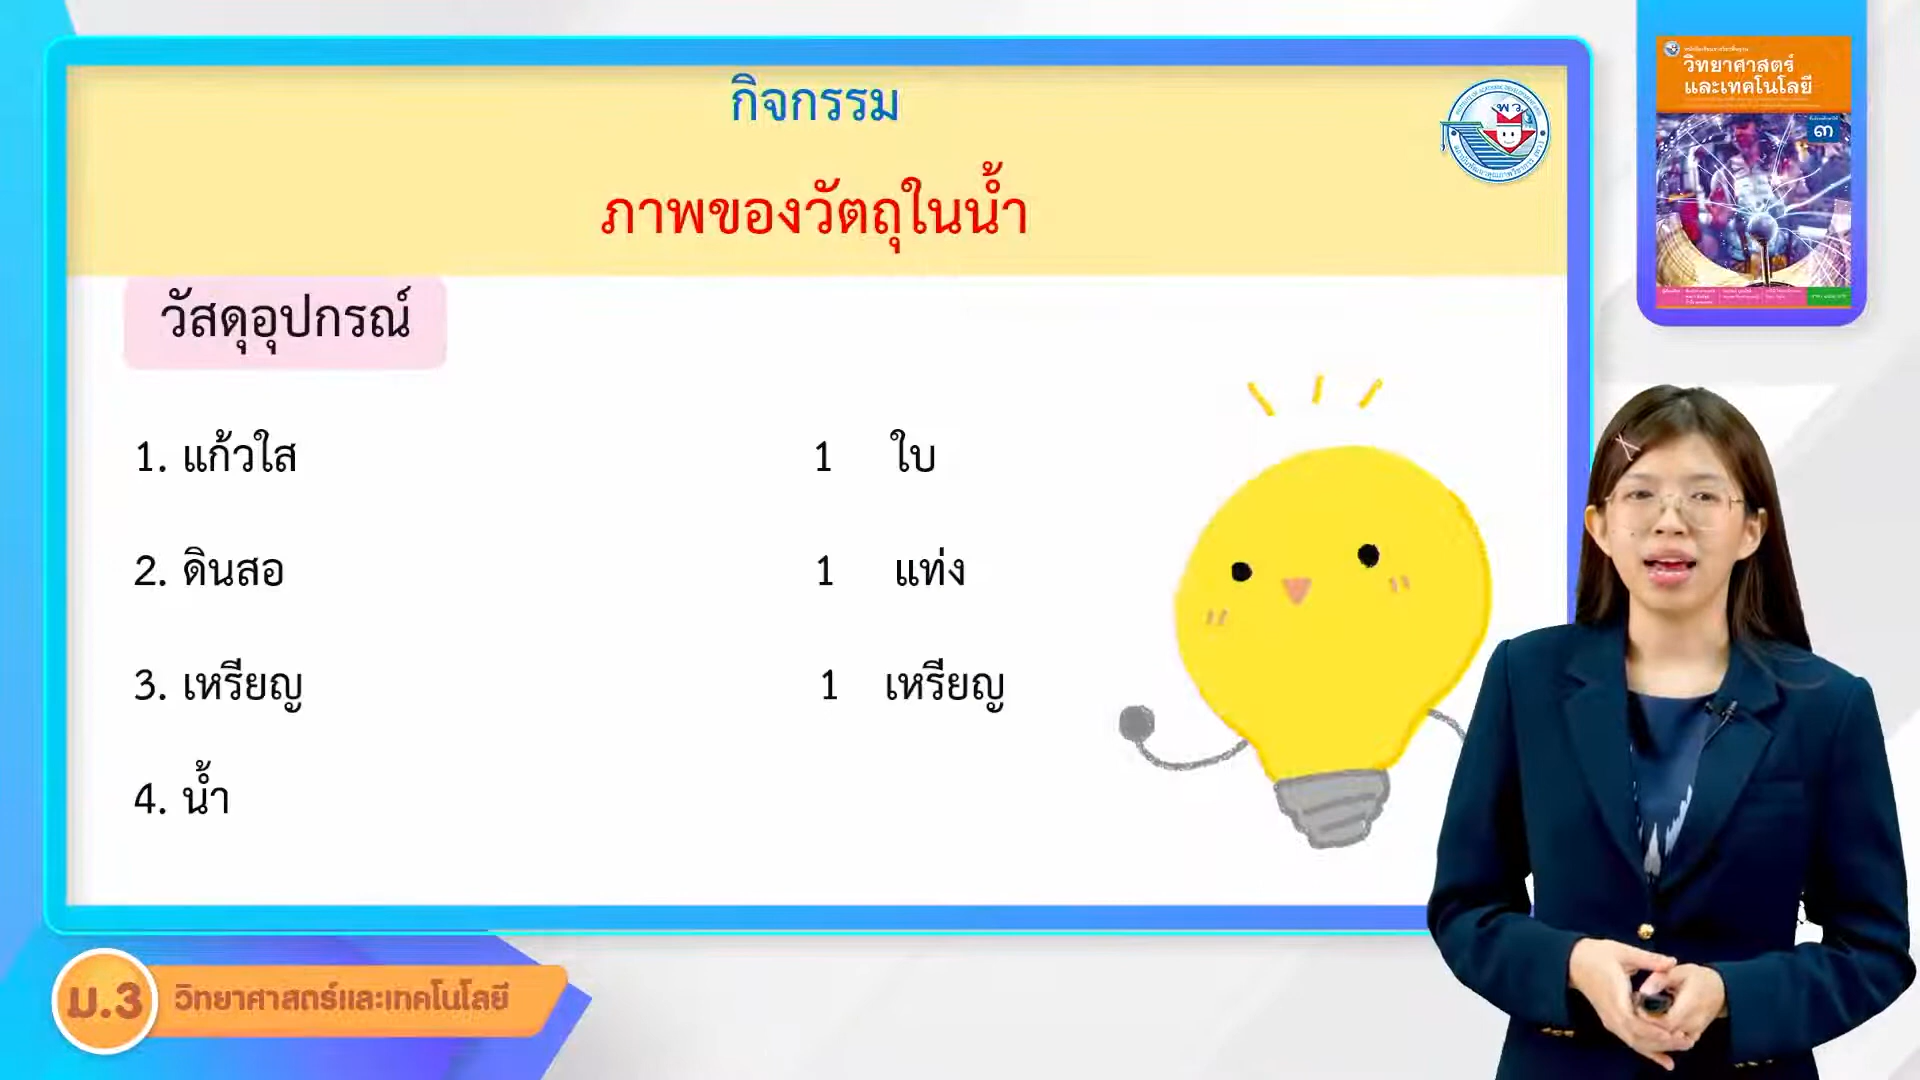 กิจกรรม
ภาพของวัตถุในน้ำ
วัสดุอุปกรณ์
1. แก้วใส 1 ใบ
2. ดินสอ 1 แท่ง
3. เหรียญ 1 เหรียญ
4. น้ำ
พว.
วิทยาศาสตร์
และเทคโนโลยี
๓
ม.3 วิทยาศาสตร์และเทคโนโลยี